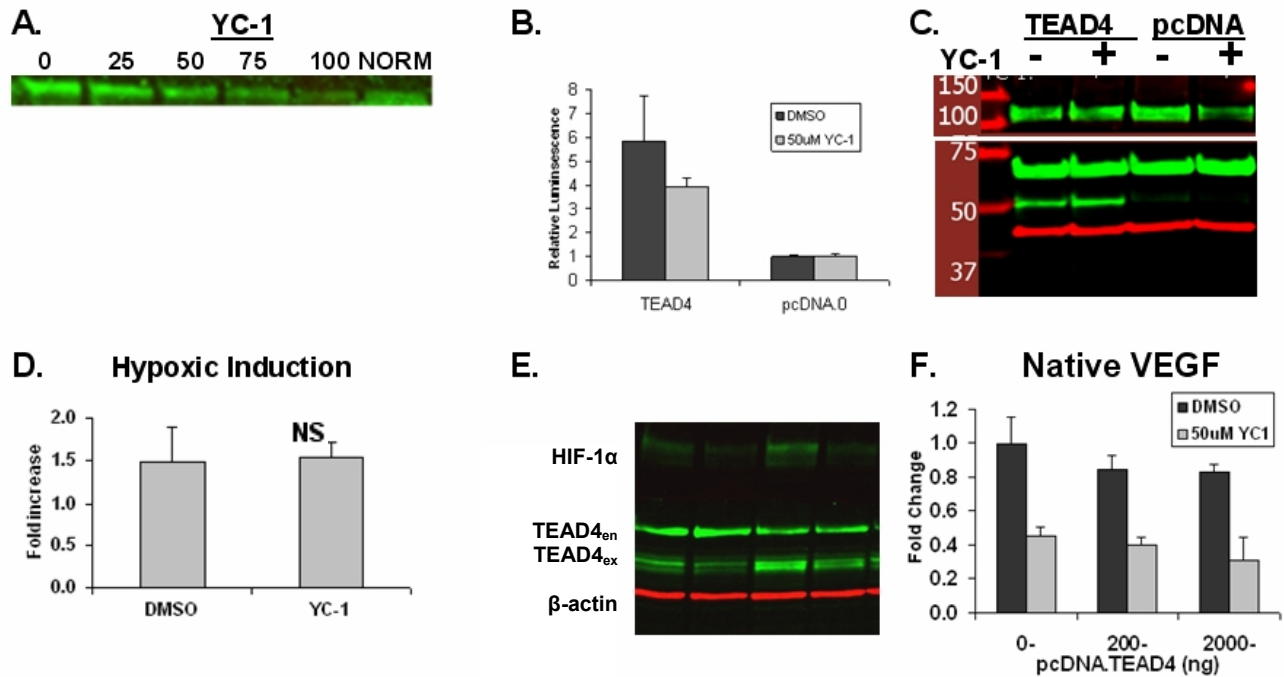 A.
YC-1
0 25 50 75 100 NORM
B.
8
7
6
5
4
3
2
1
0
Relative Luminsescence
DMSO
50uM YC-1
TEAD4 pcDNA.0
C.
TEAD4 pcDNA
YC-1 - + - +
150
100
75
50
37
D. Hypoxic Induction
2.0
1.5
1.0
0.5
0.0
Fold increase
NS
DMSO YC-1
E.
HIF-1α
TEAD4en
TEAD4ex
β-actin
F. Native VEGF
1.2
1.0
0.8
0.6
0.4
0.2
0.0
Fold Change
DMSO
50uM YC1
0- 200- 2000-
pcDNA.TEAD4 (ng)